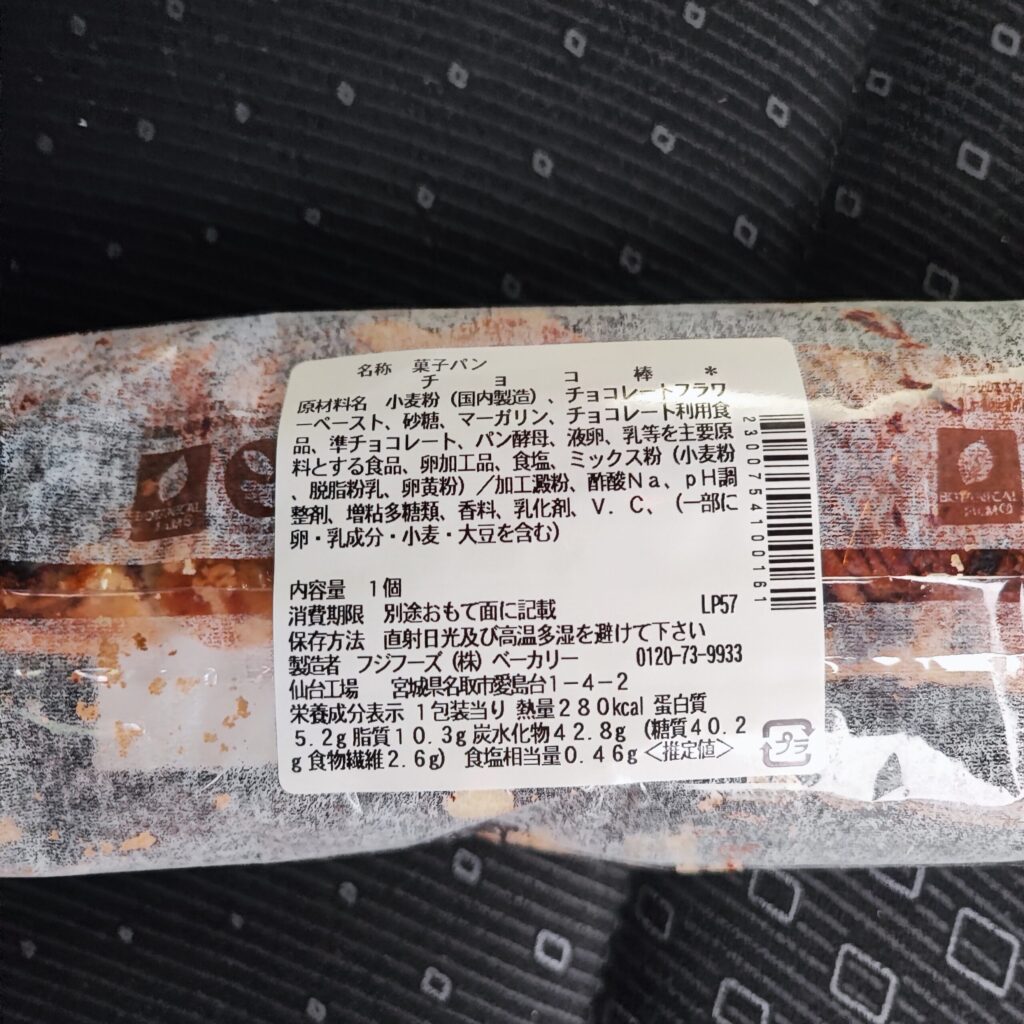 名称 菓子パン
チョコ棒*
原材料名 小麦粉(国内製造)、チョコレートフラワ
ーペースト、砂糖、マーガリン、チョコレート利用食
品、準チョコレート、パン酵母、液卵、乳等を主要原
料とする食品、卵加工品、食塩、ミックス粉(小麦粉
、脱脂粉乳、卵黄粉)/加工澱粉、酢酸Na、pH調
整剤、増粘多糖類、香料、乳化剤、V.C、(一部に
卵・乳成分・小麦・大豆を含む)
内容量 1個
消費期限 別途おもて面に記載 LP57
保存方法 直射日光及び高温多湿を避けて下さい
製造者 フジフーズ(株)ベーカリー 0120-73-9933
仙台工場 宮城県名取市愛島台1-4-2
栄養成分表示 1包装当り 熱量280kcal 蛋白質
5.2g 脂質10.3g 炭水化物42.8g (糖質40.2
g 食物繊維2.6g) 食塩相当量0.46g <推定値>
プラ
2300754100161
BOTANICAL
BOTANICAL